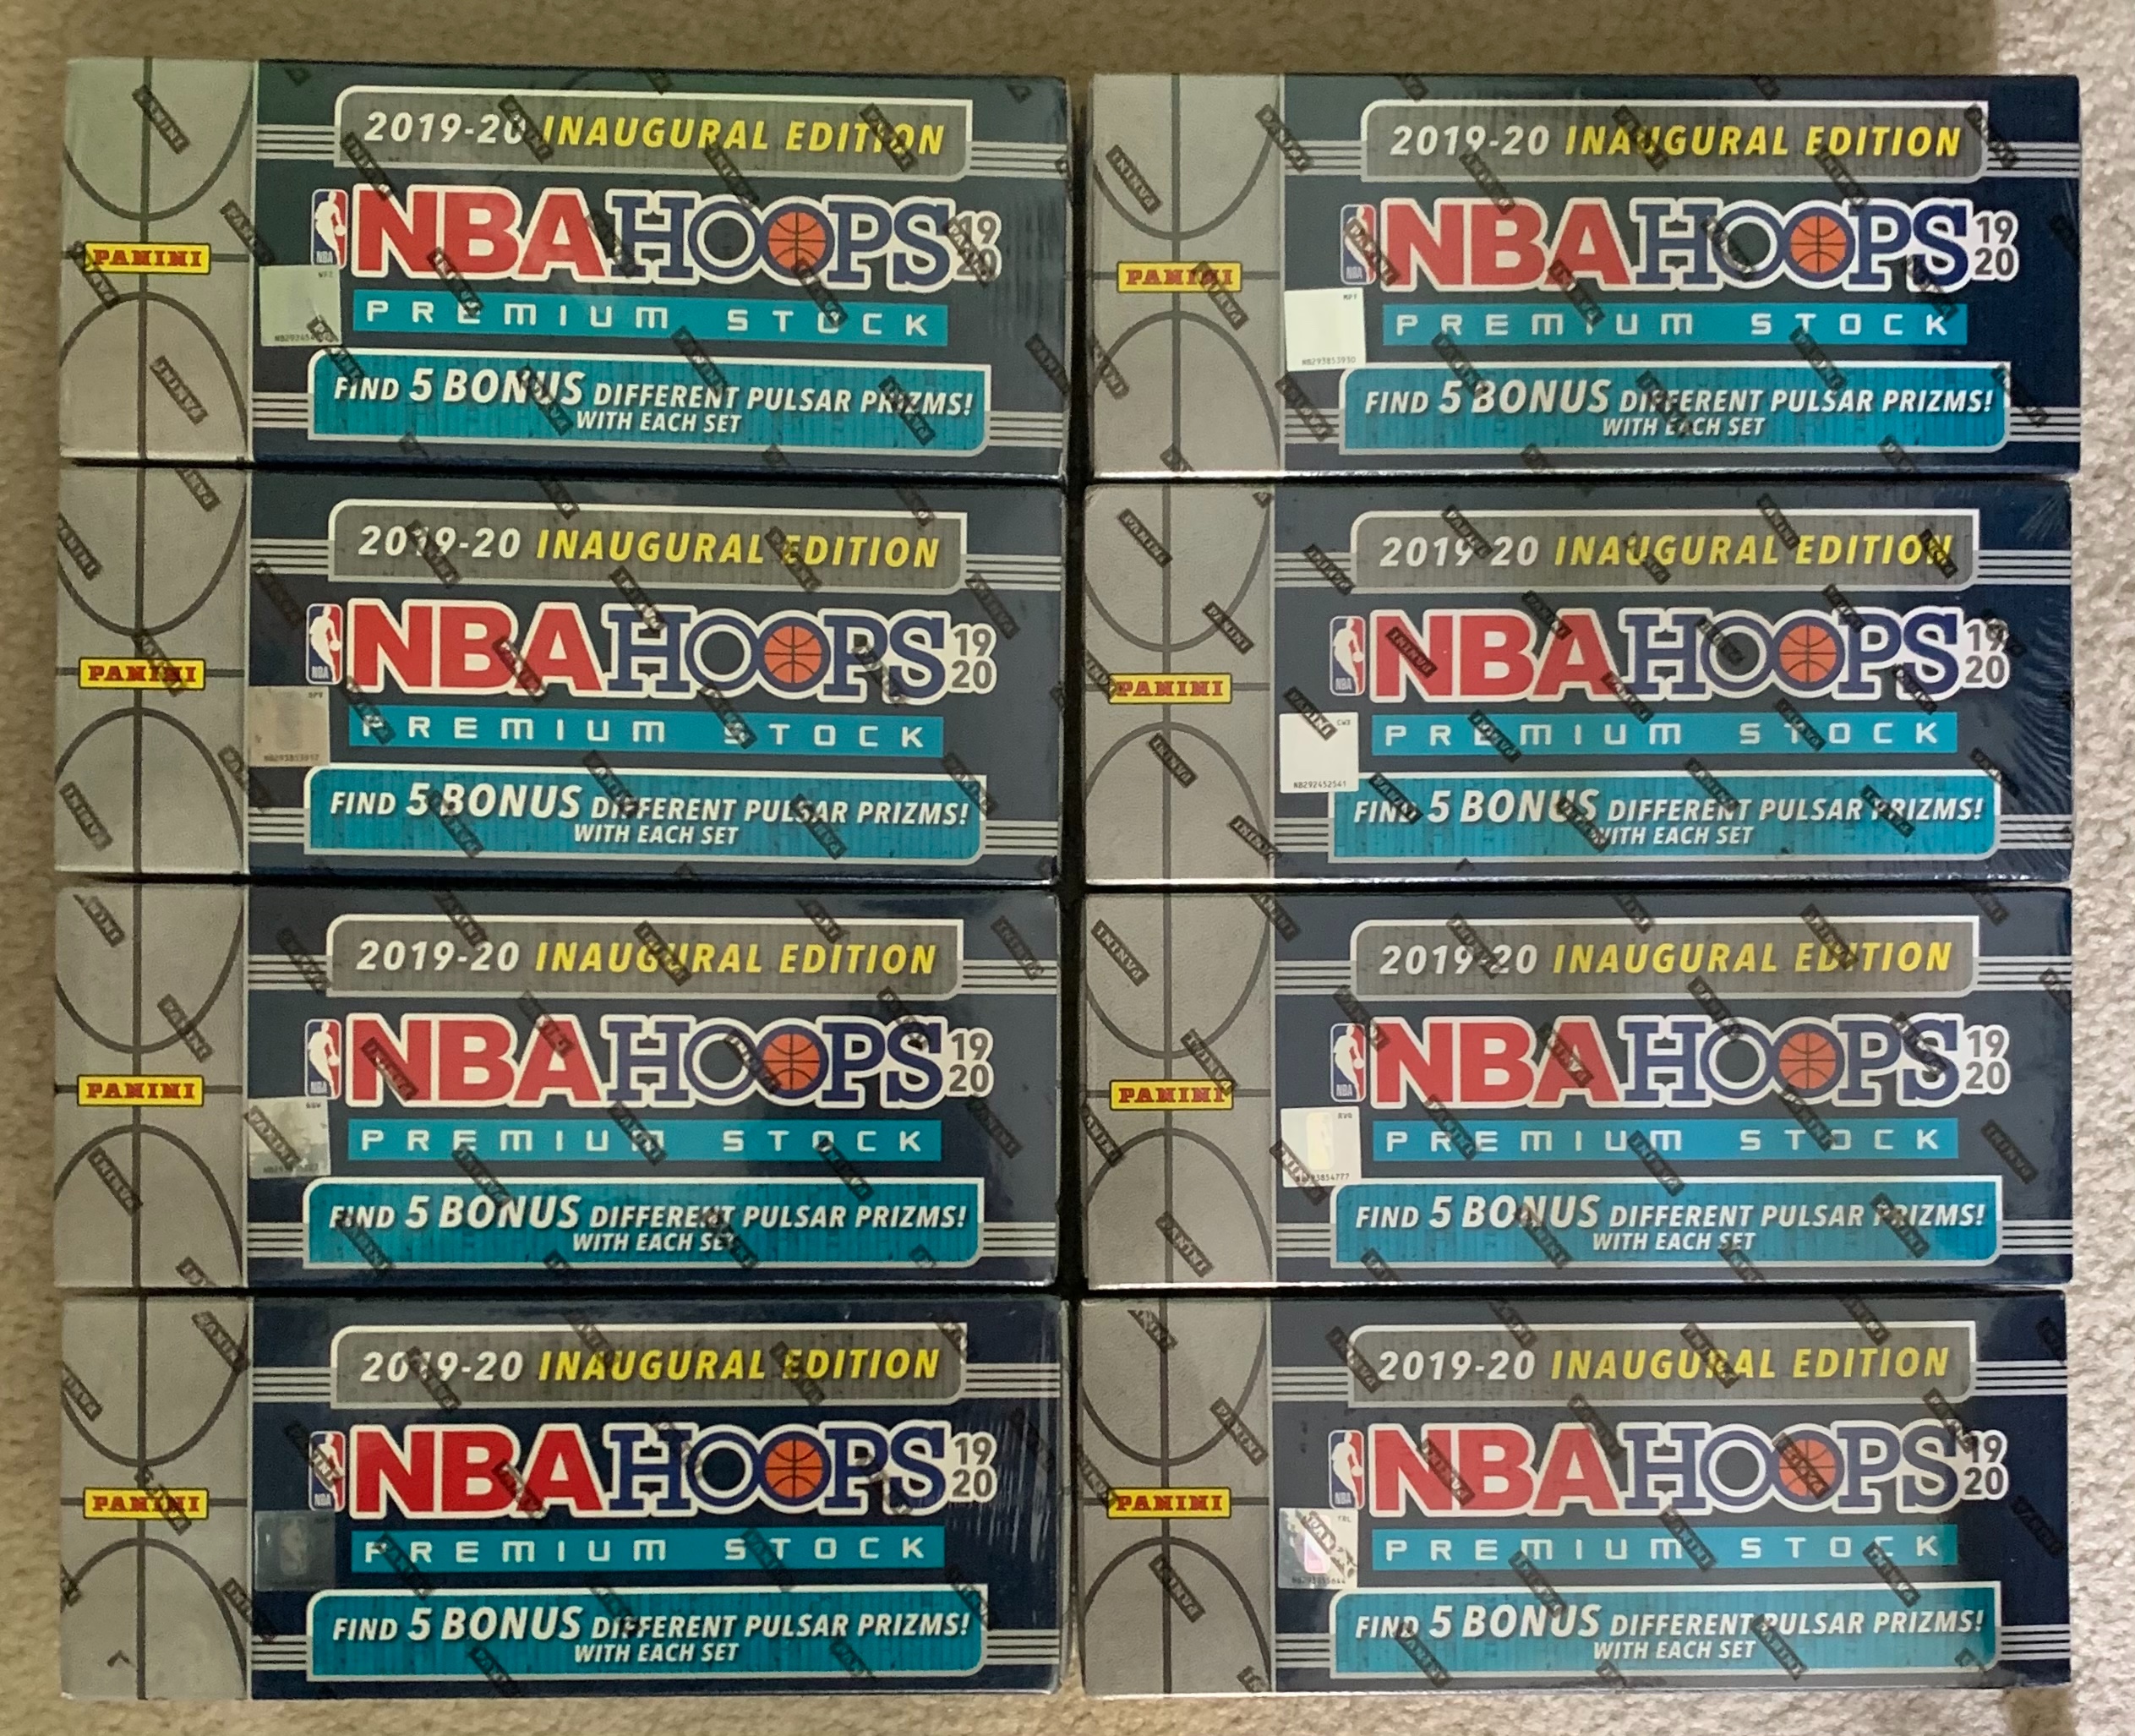 2019-20 INAUGURAL EDITION
NBA HOOPS 19 20
PREMIUM STOCK
PANINI
FIND 5 BONUS DIFFERENT PULSAR PRIZMS!
WITH EACH SET
2019-20 INAUGURAL EDITION
NBA HOOPS 19 20
PREMIUM STOCK
PANINI
NB293853930
FIND 5 BONUS DIFFERENT PULSAR PRIZMS!
WITH EACH SET
2019-20 INAUGURAL EDITION
NBA HOOPS 19 20
PREMIUM STOCK
PANINI
FIND 5 BONUS DIFFERENT PULSAR PRIZMS!
WITH EACH SET
2019-20 INAUGURAL EDITION
NBA HOOPS 19 20
PREMIUM STOCK
PANINI
NB292452541
FIND 5 BONUS DIFFERENT PULSAR PRIZMS!
WITH EACH SET
2019-20 INAUGURAL EDITION
NBA HOOPS 19 20
PREMIUM STOCK
PANINI
FIND 5 BONUS DIFFERENT PULSAR PRIZMS!
WITH EACH SET
2019-20 INAUGURAL EDITION
NBA HOOPS 19 20
PREMIUM STOCK
PANINI
FIND 5 BONUS DIFFERENT PULSAR PRIZMS!
WITH EACH SET
2019-20 INAUGURAL EDITION
NBA HOOPS 19 20
PREMIUM STOCK
PANINI
FIND 5 BONUS DIFFERENT PULSAR PRIZMS!
WITH EACH SET
2019-20 INAUGURAL EDITION
NBA HOOPS 19 20
PREMIUM STOCK
PANINI
FIND 5 BONUS DIFFERENT PULSAR PRIZMS!
WITH EACH SET